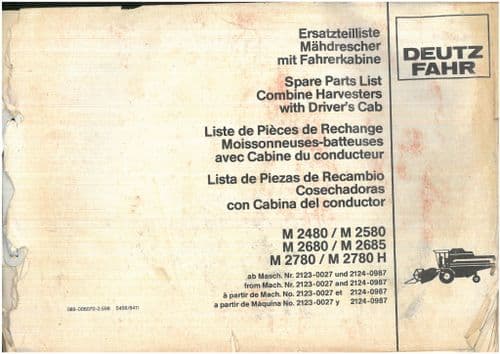 Ersatzteilliste
Mähdrescher
mit Fahrerkabine
Spare Parts List
Combine Harvesters
with Driver's Cab
Liste de Pièces de Rechange
Moissonneuses-batteuses
avec Cabine du conducteur
Lista de Piezas de Recambio
Cosechadoras
con Cabina del conductor
M 2480 / M 2580
M 2680 / M 2685
M 2780 / M 2780 H
ab Masch. Nr. 2123-0027 und 2124-0987
from Mach. Nr. 2123-0027 and 2124-0987
à partir de Mach. No. 2123-0027 et 2124-0987
a partir de Máquina No. 2123-0027 y 2124-0987
DEUTZ
FAHR